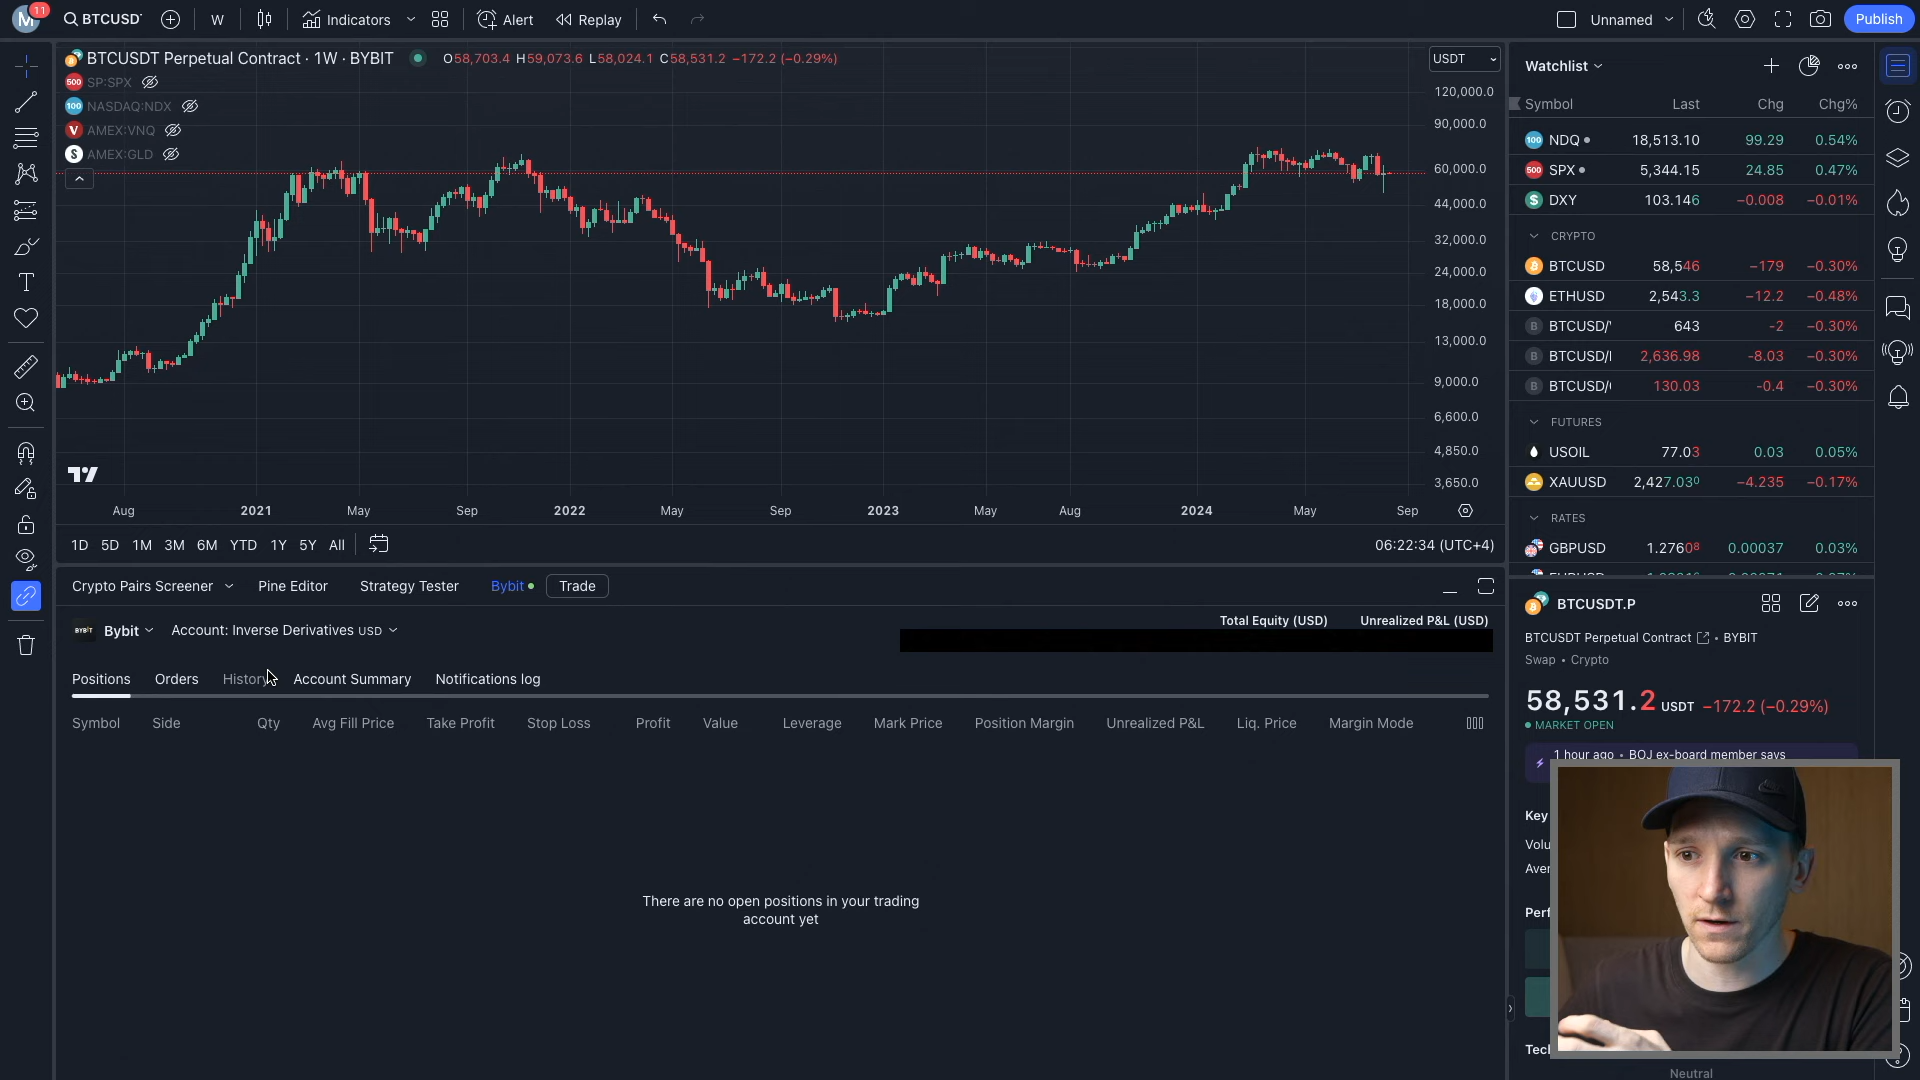 M 11 BTCUSD W Indicators Alert Replay Unnamed Publish
BTCUSDT Perpetual Contract · 1W · BYBIT O58,703.4 H59,073.6 L58,024.1 C58,531.2 −172.2 (−0.29%)
500 SP:SPX
100 NASDAQ:NDX
V AMEX:VNQ
S AMEX:GLD
USDT
120,000.0
90,000.0
60,000.0
44,000.0
32,000.0
24,000.0
18,000.0
13,000.0
9,000.0
6,600.0
4,850.0
3,650.0
Aug 2021 May Sep 2022 May Sep 2023 May Aug 2024 May Sep
1D 5D 1M 3M 6M YTD 1Y 5Y All 06:22:34 (UTC+4)
Crypto Pairs Screener Pine Editor Strategy Tester Bybit Trade
BYBIT Bybit Account: Inverse Derivatives USD Total Equity (USD) Unrealized P&L (USD)
Positions Orders History Account Summary Notifications log
Symbol Side Qty Avg Fill Price Take Profit Stop Loss Profit Value Leverage Mark Price Position Margin Unrealized P&L Liq. Price Margin Mode
There are no open positions in your trading
account yet
Watchlist
Symbol Last Chg Chg%
100 NDQ 18,513.10 99.29 0.54%
500 SPX 5,344.15 24.85 0.47%
$ DXY 103.146 −0.008 −0.01%
CRYPTO
BTCUSD 58,546 −179 −0.30%
ETHUSD 2,543.3 −12.2 −0.48%
B BTCUSD/ 643 −2 −0.30%
B BTCUSD/ 2,636.98 -8.03 −0.30%
B BTCUSD/ 130.03 -0.4 −0.30%
FUTURES
USOIL 77.03 0.03 0.05%
XAUUSD 2,427.030 −4.235 −0.17%
RATES
GBPUSD 1.27608 0.00037 0.03%
BTCUSDT.P
BTCUSDT Perpetual Contract • BYBIT
Swap • Crypto
58,531.2 USDT −172.2 (−0.29%)
MARKET OPEN
1 hour ago • BOJ ex-board member says
Key
Volu
Aver
Perf
Tech
Neutral